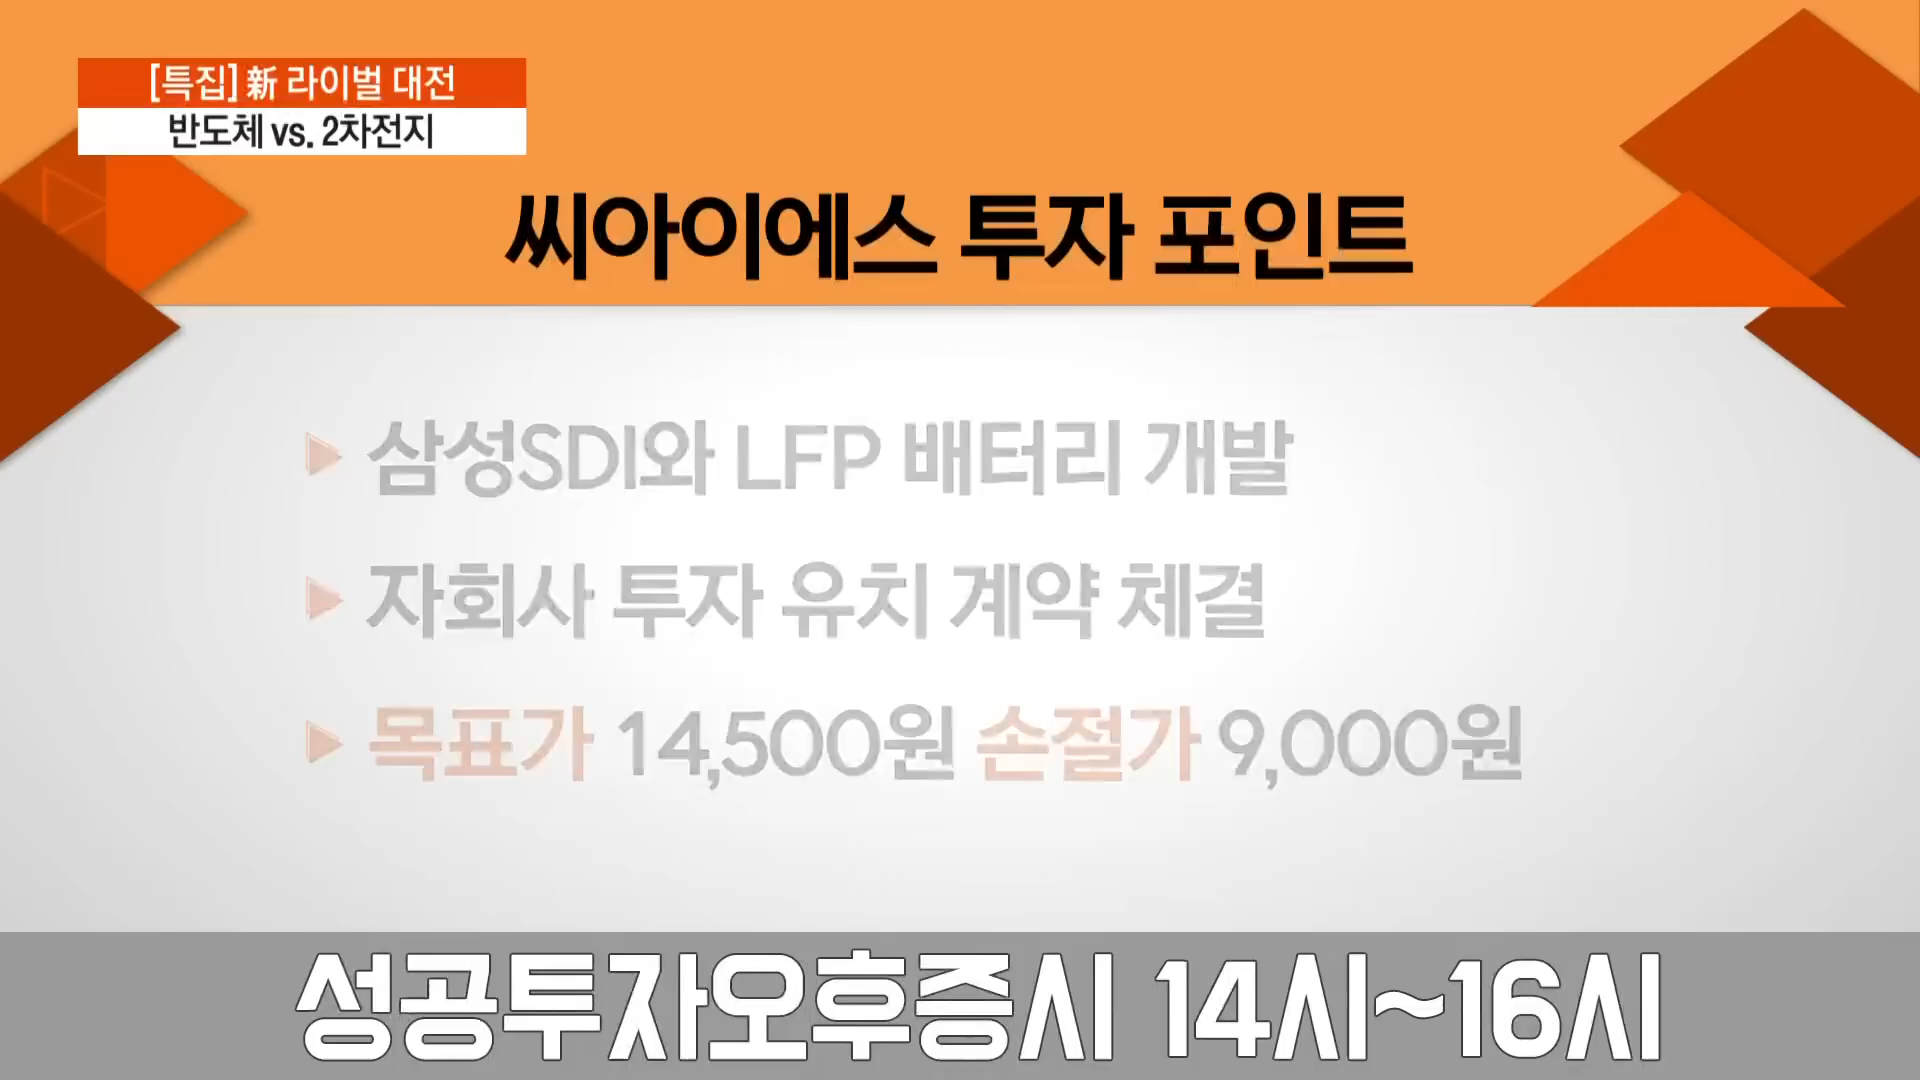 [특집] 新 라이벌 대전
반도체 vs. 2차전지
씨아이에스 투자 포인트
▶ 삼성SDI와 LFP 배터리 개발
▶ 자회사 투자 유치 계약 체결
▶ 목표가 14,500원 손절가 9,000원
성공투자오후증시 14시~16시